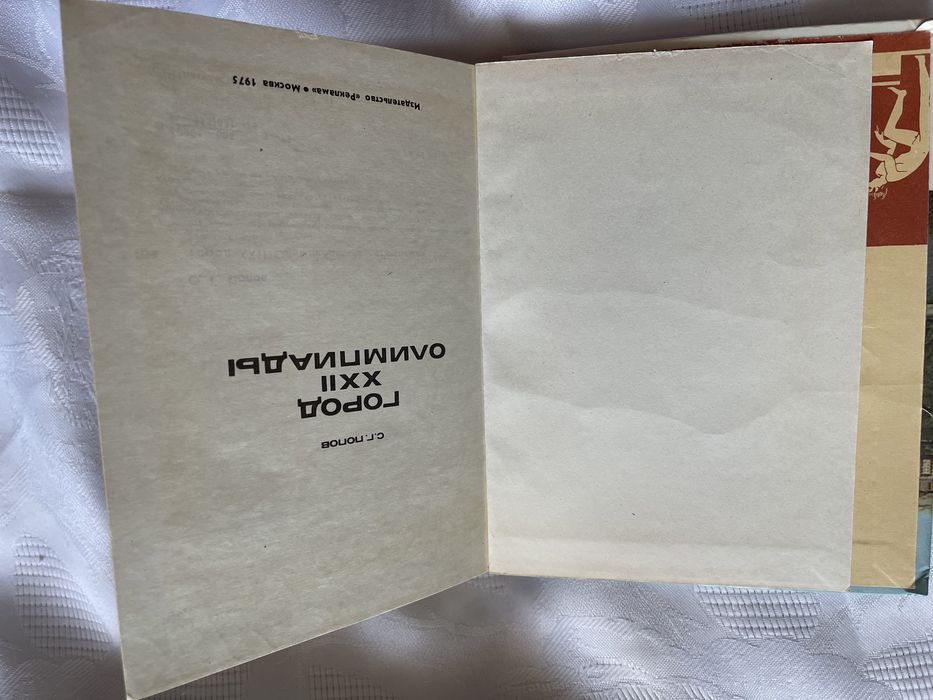 С. Г. ПОПОВ
ГОРОД
XXII
ОЛИМПИАДЫ
Издательство «Реклама» • Москва 1975